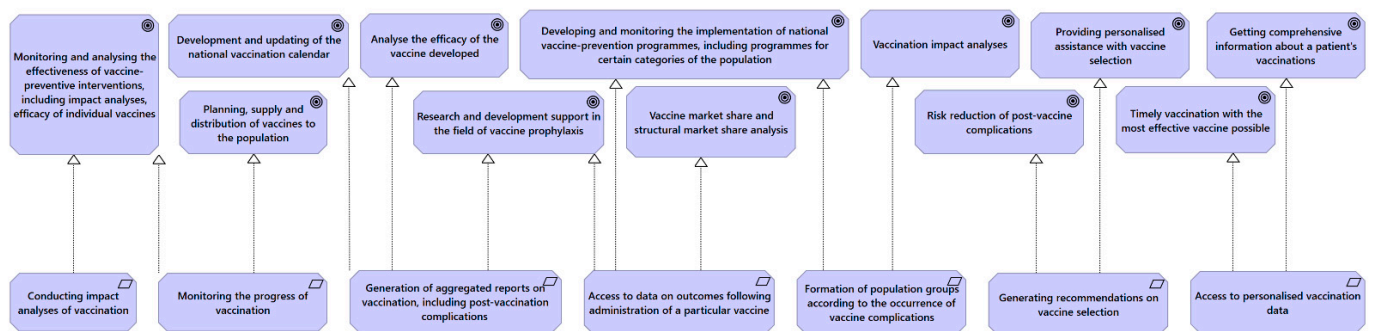 Monitoring and analysing the
effectiveness of vaccine-
preventive interventions,
including impact analyses,
efficacy of individual vaccines
Development and updating of the
national vaccination calendar
Planning, supply and
distribution of vaccines to
the population
Analyse the efficacy of the
vaccine developed
Research and development support in
the field of vaccine prophylaxis
Developing and monitoring the implementation of national
vaccine-prevention programmes, including programmes for
certain categories of the population
Vaccine market share and
structural market share analysis
Vaccination impact analyses
Risk reduction of post-vaccine
complications
Providing personalised
assistance with vaccine
selection
Timely vaccination with the
most effective vaccine possible
Getting comprehensive
information about a patient's
vaccinations
Conducting impact
analyses of vaccination
Monitoring the progress of
vaccination
Generation of aggregated reports on
vaccination, including post-vaccination
complications
Access to data on outcomes following
administration of a particular vaccine
Formation of population groups
according to the occurrence of
vaccine complications
Generating recommendations on
vaccine selection
Access to personalised vaccination
data